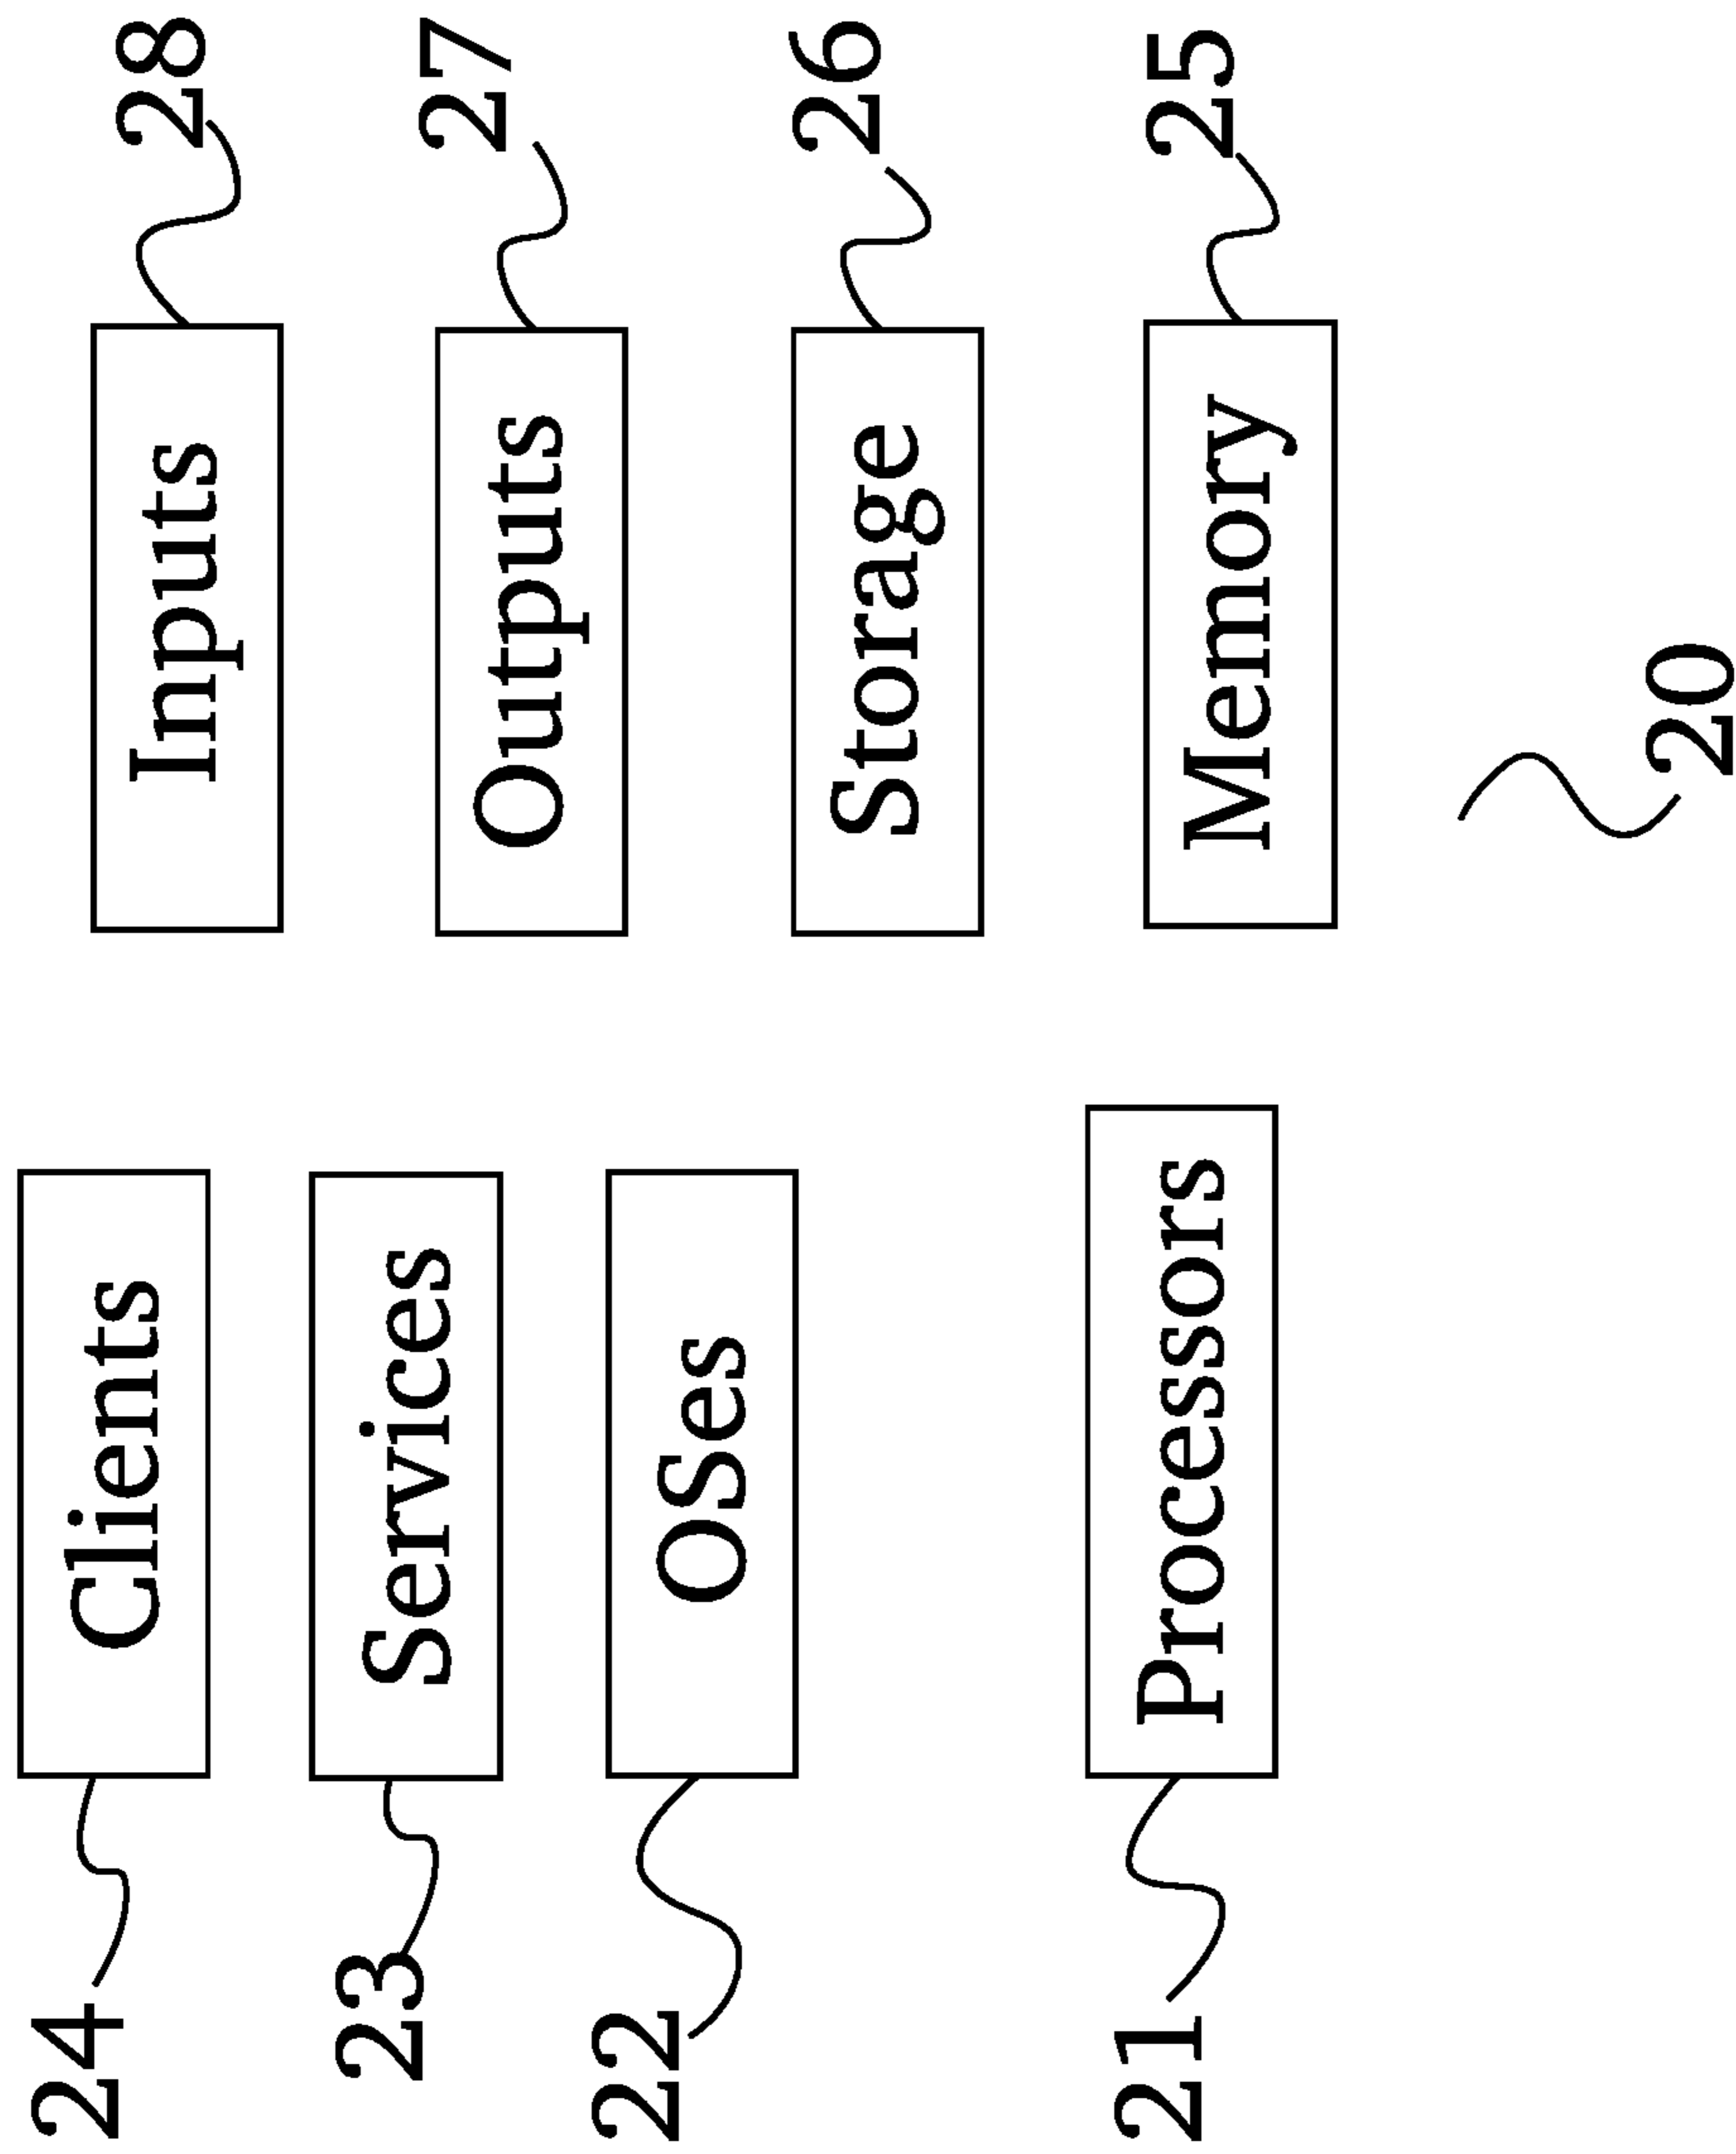 24
Clients
Inputs
28
23
Services
Outputs
27
22
OSes
Storage
26
21
Processors
Memory
25
20